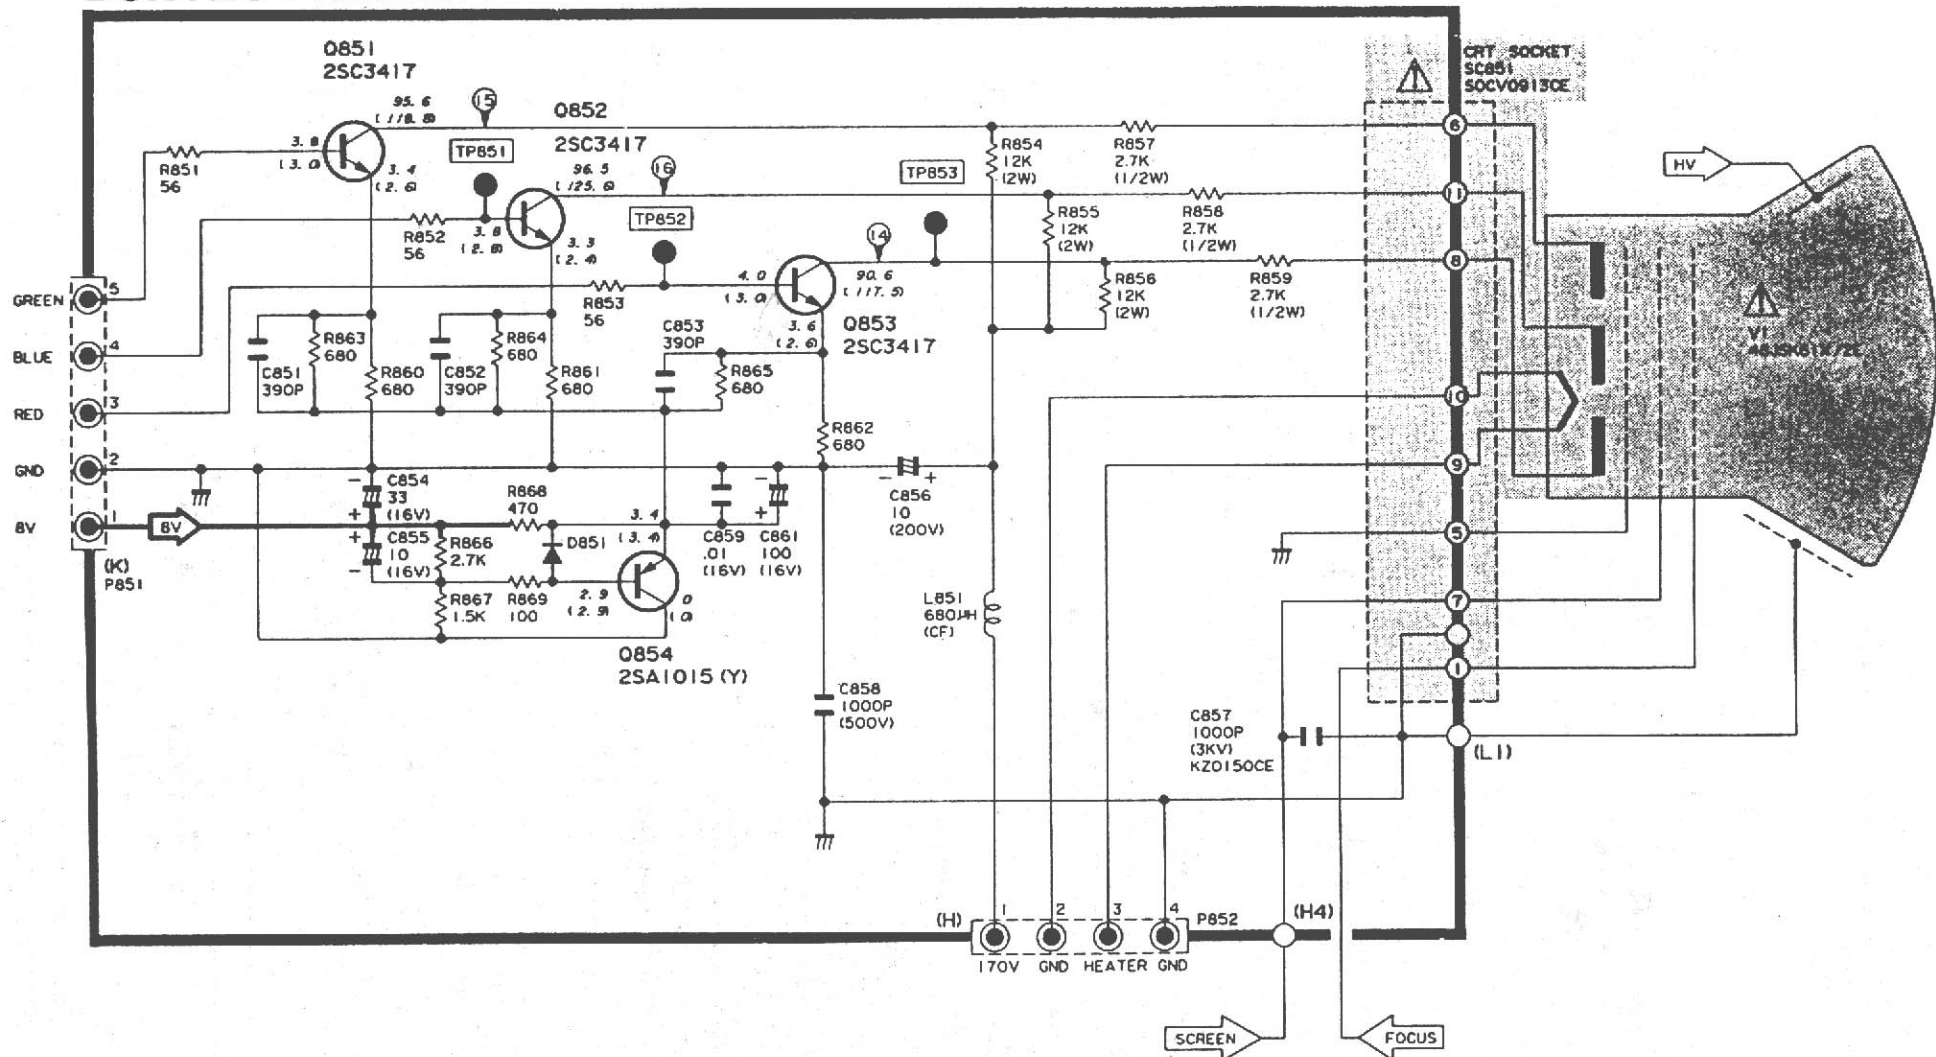 Q851
2SC3417
95.6
(118.8)
15
3.8
(3.0)
3.4
(2.6)
R851
56
TP851
Q852
2SC3417
96.5
(125.6)
16
TP852
R852
56
3.8
(2.8)
3.3
(2.4)
TP853
14
R853
56
4.0
(3.0)
90.6
(117.5)
3.6
(2.6)
Q853
2SC3417
R854
12K
(2W)
R857
2.7K
(1/2W)
R855
12K
(2W)
R858
2.7K
(1/2W)
R856
12K
(2W)
R859
2.7K
(1/2W)
CRT SOCKET
SC851
SOCV0913CE
6
11
8
10
9
5
7
1
HV
V1
GREEN
5
BLUE
4
RED
3
GND
2
8V
1
8V
(K)
P851
C851
390P
R863
680
R860
680
C852
390P
R864
680
R861
680
C853
390P
R865
680
R862
680
C854
33
(16V)
C855
10
(16V)
R868
470
R866
2.7K
D851
3.4
(3.4)
R867
1.5K
R869
100
2.9
(2.9)
0
(0)
Q854
2SA1015(Y)
C859
.01
(16V)
C861
100
(16V)
C856
10
(200V)
L851
680µH
(CF)
C858
1000P
(500V)
C857
1000P
(3KV)
KZ0150CE
(L1)
(H)
1
2
3
4
P852
(H4)
170V
GND
HEATER
GND
SCREEN
FOCUS